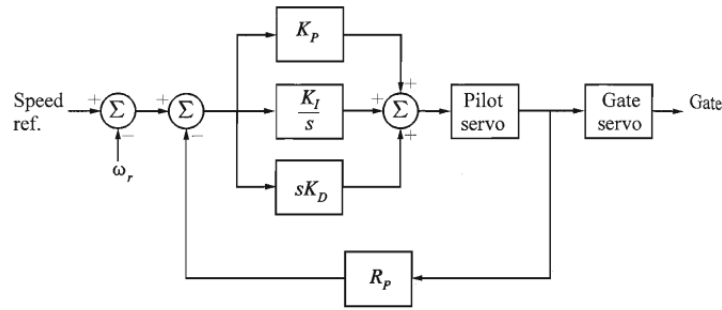 K_P
Speed
ref.
+
Σ
−
+
Σ
−
K_I
s
+
+
Σ
+
Pilot
servo
Gate
servo
Gate
ω_r
sK_D
R_P